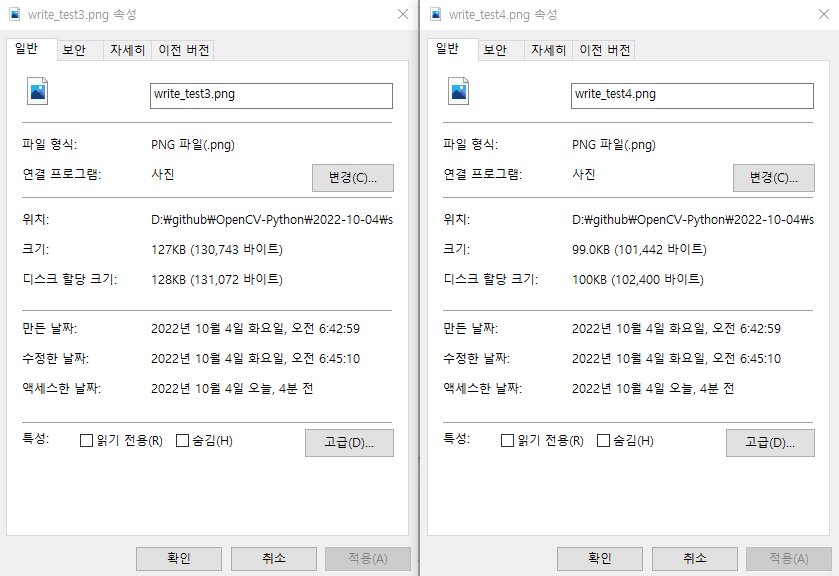 write_test3.png 속성
일반 보안 자세히 이전 버전
write_test3.png
파일 형식: PNG 파일(.png)
연결 프로그램: 사진 변경(C)...
위치: D:₩github₩OpenCV-Python₩2022-10-04₩s
크기: 127KB (130,743 바이트)
디스크 할당 크기: 128KB (131,072 바이트)
만든 날짜: 2022년 10월 4일 화요일, 오전 6:42:59
수정한 날짜: 2022년 10월 4일 화요일, 오전 6:45:10
액세스한 날짜: 2022년 10월 4일 오늘, 4분 전
특성: 읽기 전용(R) 숨김(H) 고급(D)...
확인 취소 적용(A)
write_test4.png 속성
일반 보안 자세히 이전 버전
write_test4.png
파일 형식: PNG 파일(.png)
연결 프로그램: 사진 변경(C)...
위치: D:₩github₩OpenCV-Python₩2022-10-04₩s
크기: 99.0KB (101,442 바이트)
디스크 할당 크기: 100KB (102,400 바이트)
만든 날짜: 2022년 10월 4일 화요일, 오전 6:42:59
수정한 날짜: 2022년 10월 4일 화요일, 오전 6:45:10
액세스한 날짜: 2022년 10월 4일 오늘, 4분 전
특성: 읽기 전용(R) 숨김(H) 고급(D)...
확인 취소 적용(A)